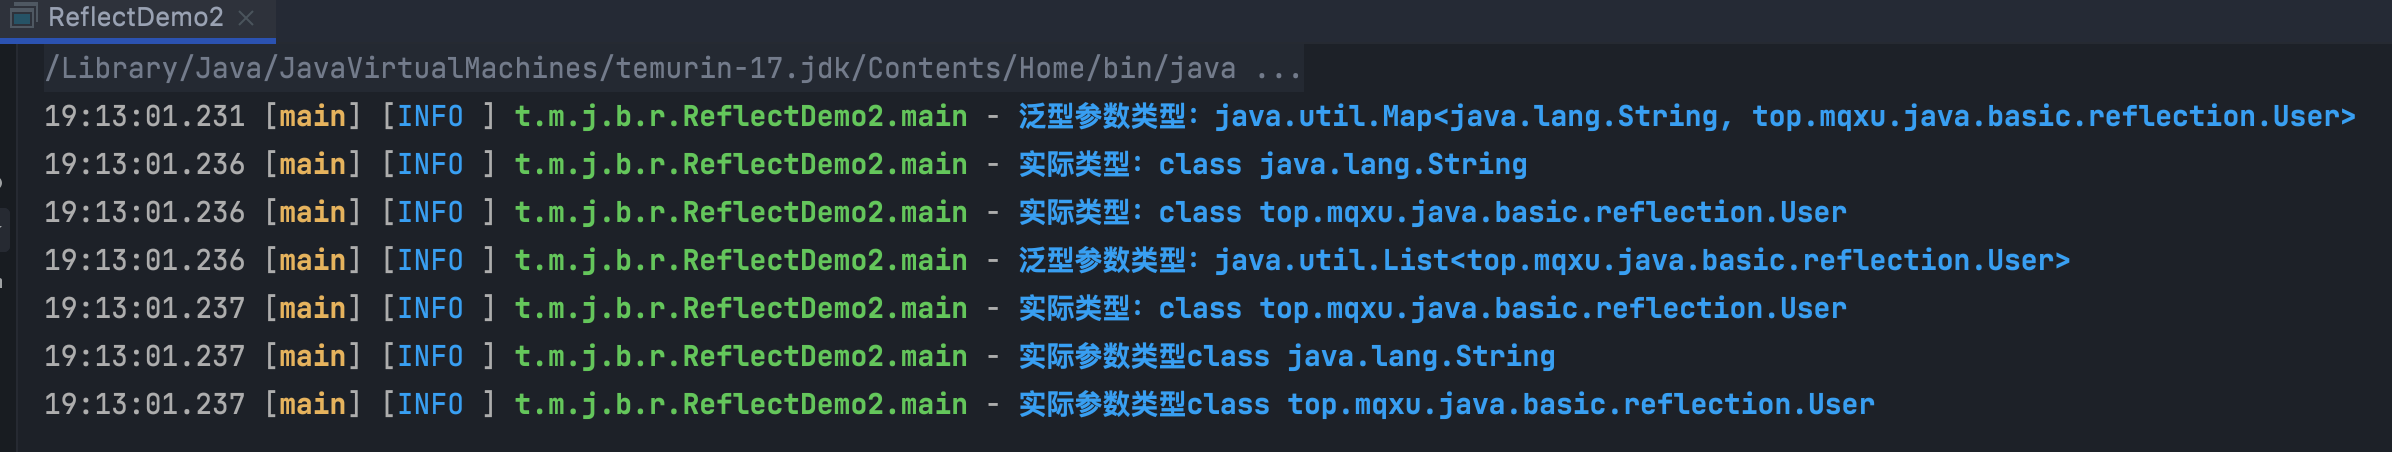 ReflectDemo2
/Library/Java/JavaVirtualMachines/temurin-17.jdk/Contents/Home/bin/java ...
19:13:01.231 [main] [INFO ] t.m.j.b.r.ReflectDemo2.main - 泛型参数类型：java.util.Map<java.lang.String, top.mqxu.java.basic.reflection.User>
19:13:01.236 [main] [INFO ] t.m.j.b.r.ReflectDemo2.main - 实际类型：class java.lang.String
19:13:01.236 [main] [INFO ] t.m.j.b.r.ReflectDemo2.main - 实际类型：class top.mqxu.java.basic.reflection.User
19:13:01.236 [main] [INFO ] t.m.j.b.r.ReflectDemo2.main - 泛型参数类型：java.util.List<top.mqxu.java.basic.reflection.User>
19:13:01.237 [main] [INFO ] t.m.j.b.r.ReflectDemo2.main - 实际类型：class top.mqxu.java.basic.reflection.User
19:13:01.237 [main] [INFO ] t.m.j.b.r.ReflectDemo2.main - 实际参数类型class java.lang.String
19:13:01.237 [main] [INFO ] t.m.j.b.r.ReflectDemo2.main - 实际参数类型class top.mqxu.java.basic.reflection.User